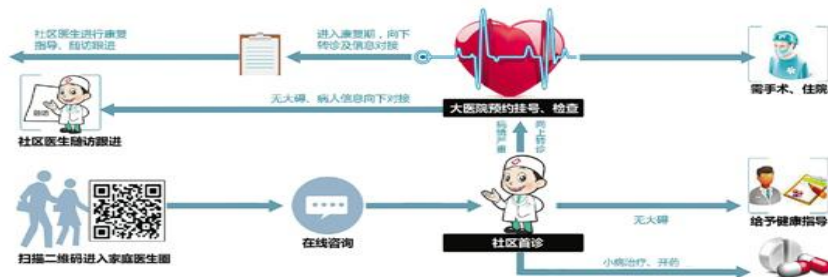 社区医生进行康复
指导、随访跟进
进入康复期,向下
转诊及信息对接
需手术、住院
大医院预约挂号、检查
无大碍、病人信息向下对接
随访
社区医生随访跟进
病情严重
向上转诊
扫描二维码进入家庭医生圈
在线咨询
社区首诊
无大碍
给予健康指导
小病治疗、开药